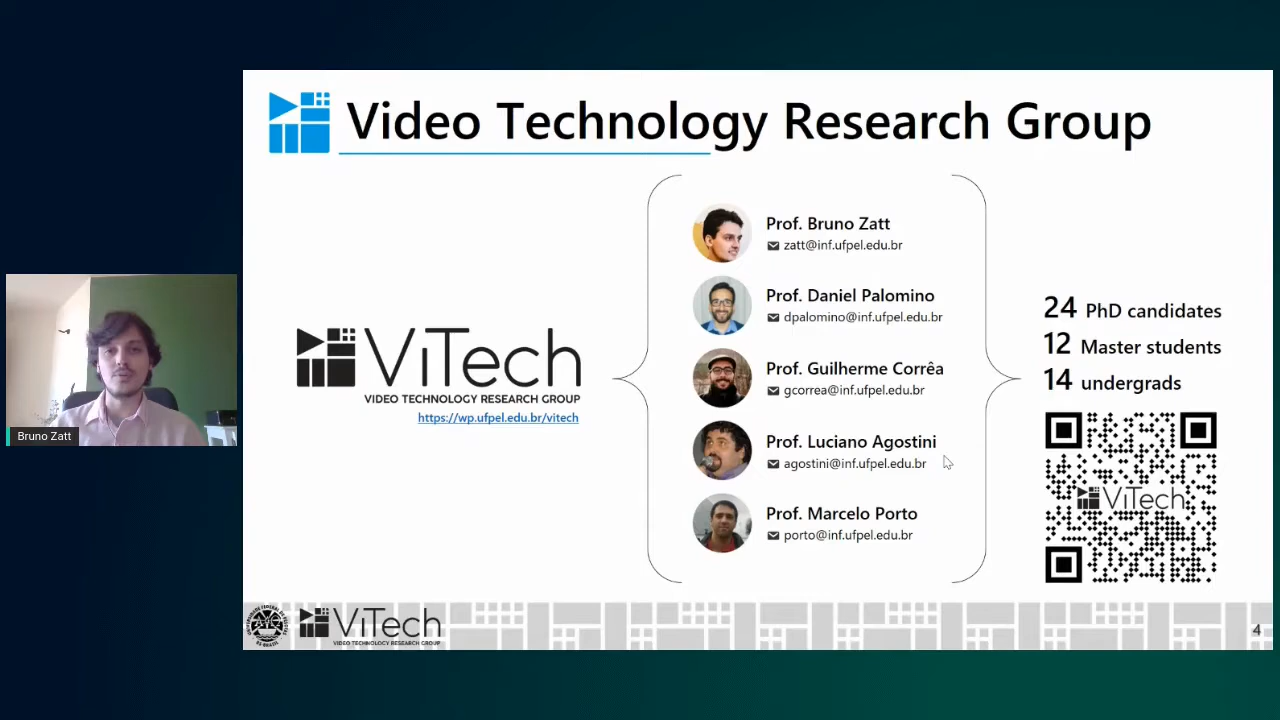 Video Technology Research Group
Prof. Bruno Zatt
zatt@inf.ufpel.edu.br
Prof. Daniel Palomino
dpalomino@inf.ufpel.edu.br
Prof. Guilherme Corrêa
gcorrea@inf.ufpel.edu.br
Prof. Luciano Agostini
agostini@inf.ufpel.edu.br
Prof. Marcelo Porto
porto@inf.ufpel.edu.br
ViTech
VIDEO TECHNOLOGY RESEARCH GROUP
https://wp.ufpel.edu.br/vitech
24 PhD candidates
12 Master students
14 undergrads
ViTech
Bruno Zatt
ViTech
VIDEO TECHNOLOGY RESEARCH GROUP
4